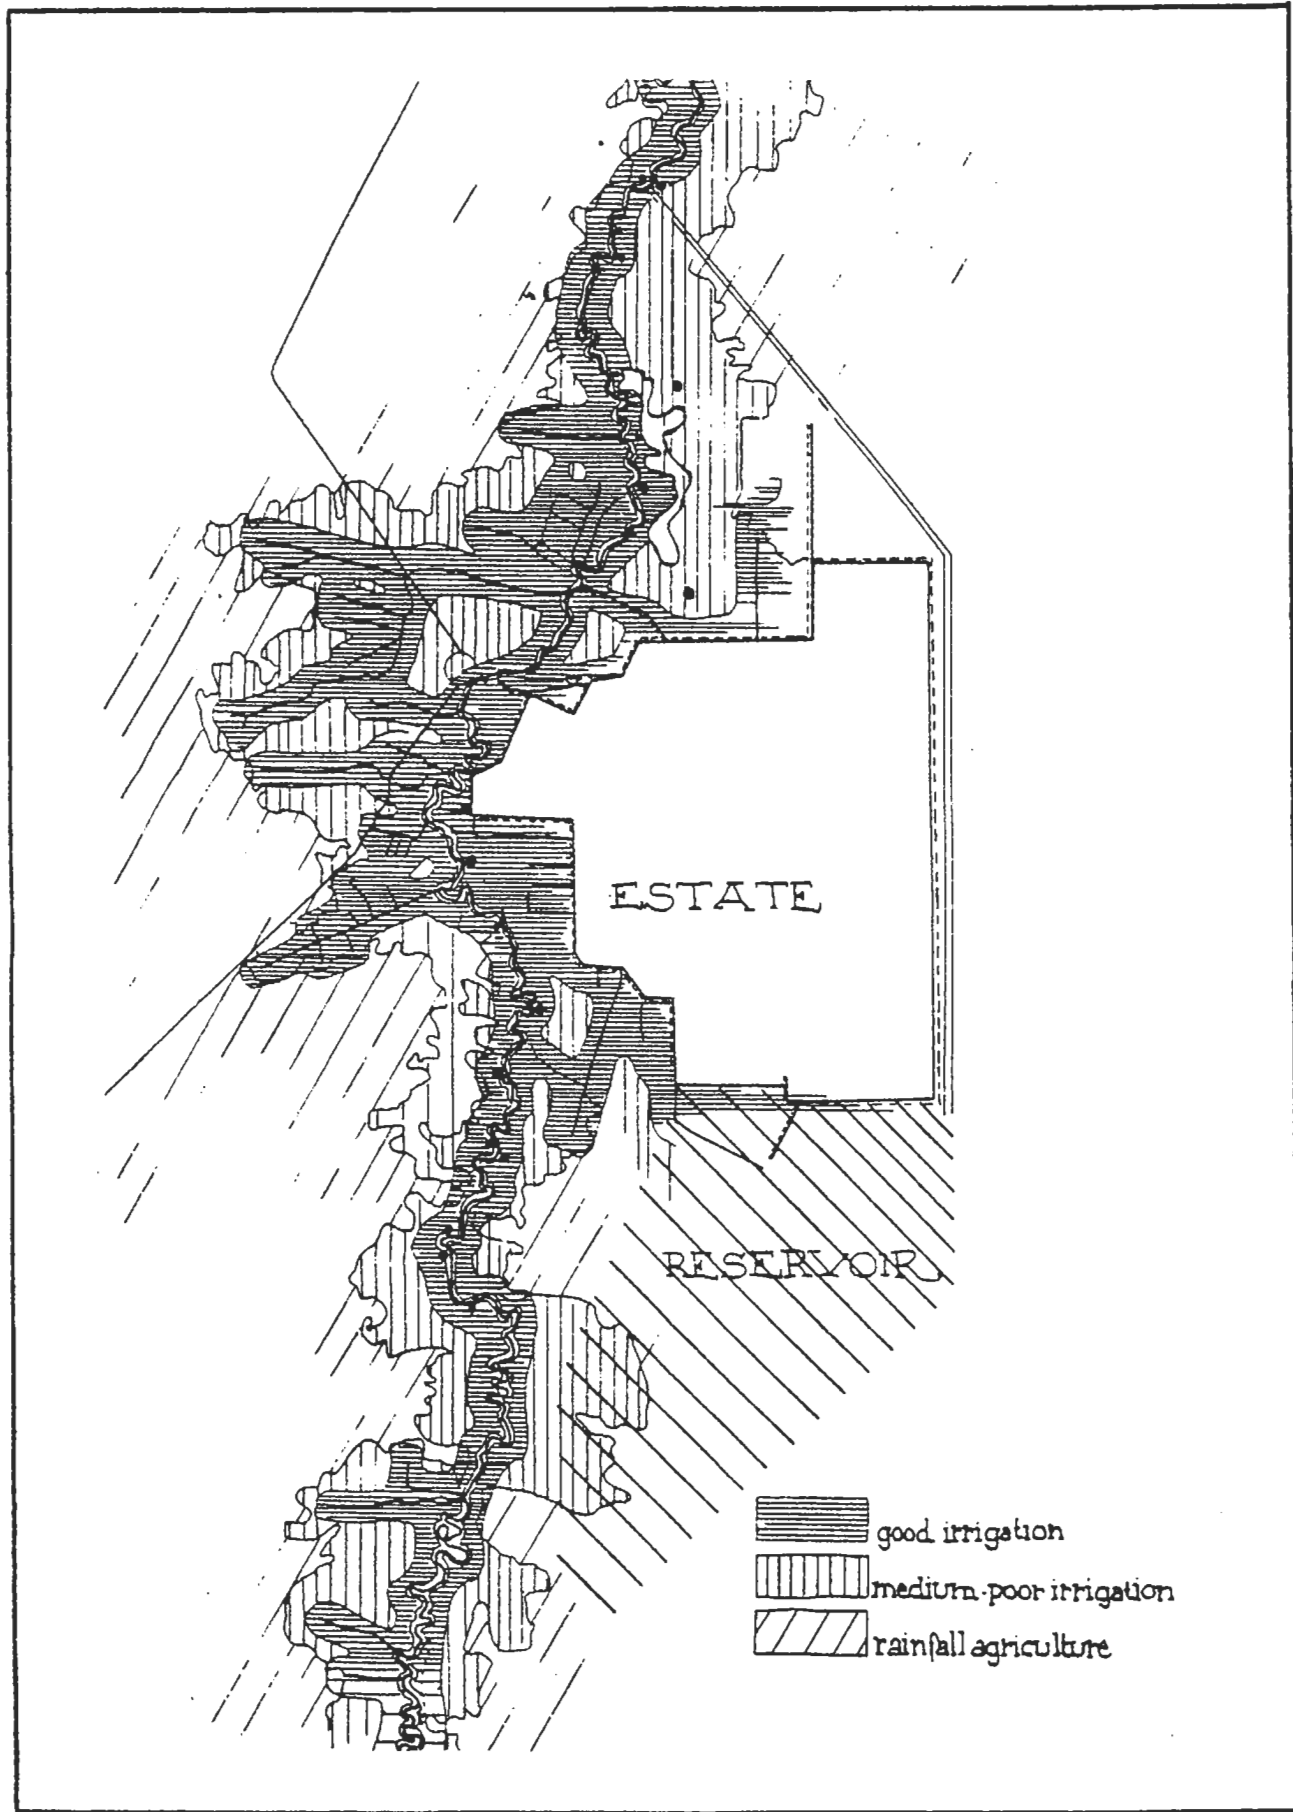 ESTATE
RESERVOIR
good irrigation
medium-poor irrigation
rainfall agriculture